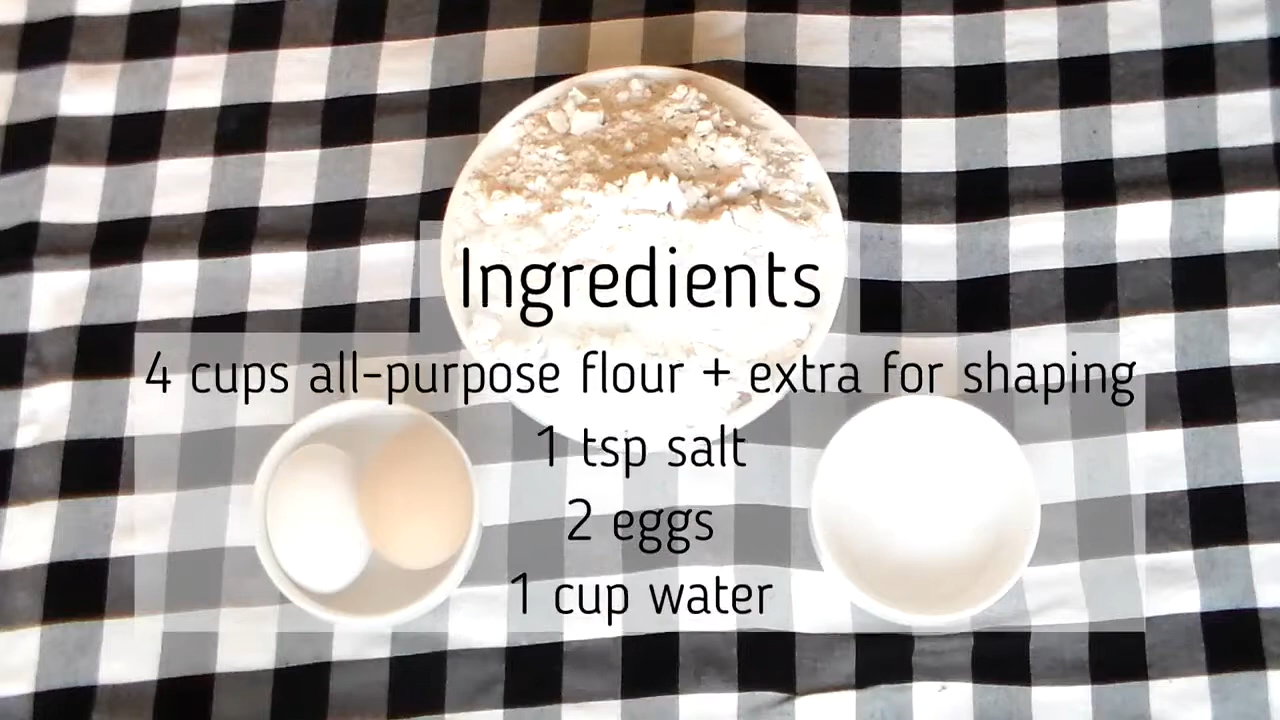 Ingredients
4 cups all-purpose flour + extra for shaping
1 tsp salt
2 eggs
1 cup water